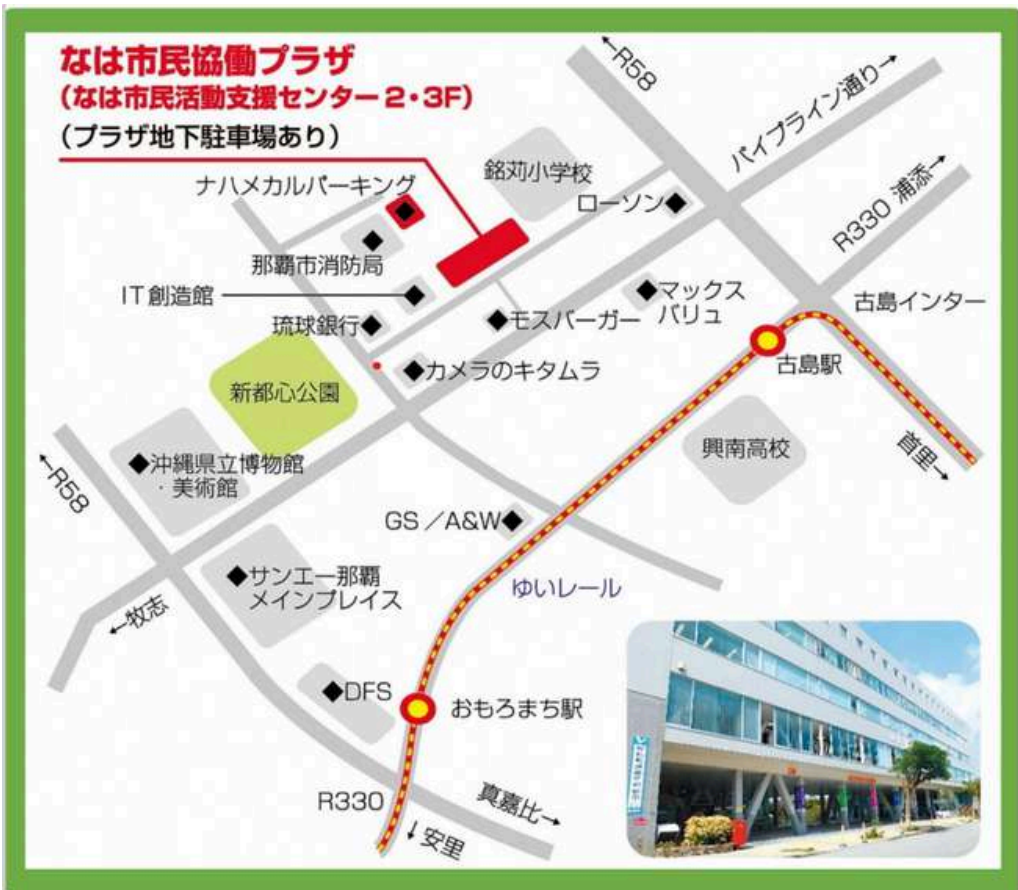 なは市民協働プラザ
(なは市民活動支援センター2・3F)
(プラザ地下駐車場あり)
←R58
パイプライン通り→
R330 浦添→
銘苅小学校
ナハメカルパーキング
ローソン
那覇市消防局
IT創造館
マックス
バリュ
古島インター
琉球銀行
モスバーガー
古島駅
カメラのキタムラ
新都心公園
首里→
興南高校
沖縄県立博物館
・美術館
←R58
GS/A&W
サンエー那覇
メインプレイス
ゆいレール
←牧志
DFS
おもろまち駅
R330
真嘉比→
↓安里